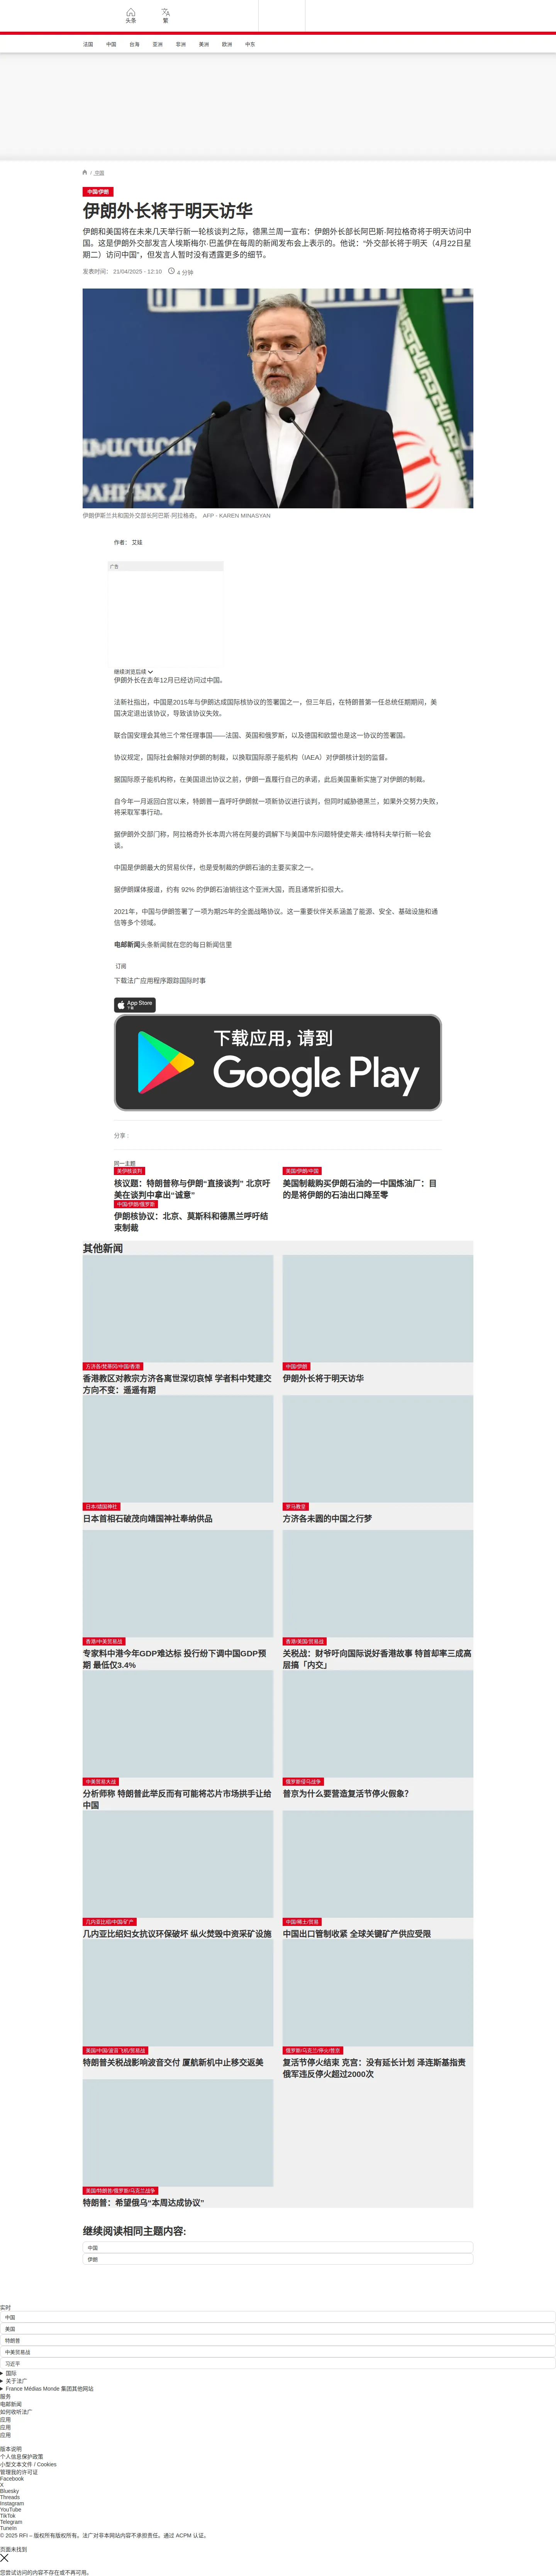 头条
繁
法国
中国
台海
亚洲
非洲
美洲
欧洲
中东
/ 中国
中国/伊朗
伊朗外长将于明天访华
伊朗和美国将在未来几天举行新一轮核谈判之际，德黑兰周一宣布：伊朗外长部长阿巴斯·阿拉格奇将于明天访问中
国。这是伊朗外交部发言人埃斯梅尔·巴盖伊在每周的新闻发布会上表示的。他说：“外交部长将于明天（4月22日星
期二）访问中国”，但发言人暂时没有透露更多的细节。
发表时间： 21/04/2025 - 12:10 4 分钟
伊朗伊斯兰共和国外交部长阿巴斯·阿拉格奇。 AFP - KAREN MINASYAN
作者： 艾妩
广告
继续浏览后续
伊朗外长在去年12月已经访问过中国。
法新社指出，中国是2015年与伊朗达成国际核协议的签署国之一，但三年后，在特朗普第一任总统任期期间，美
国决定退出该协议，导致该协议失效。
联合国安理会其他三个常任理事国——法国、英国和俄罗斯，以及德国和欧盟也是这一协议的签署国。
协议规定，国际社会解除对伊朗的制裁，以换取国际原子能机构（IAEA）对伊朗核计划的监督。
据国际原子能机构称，在美国退出协议之前，伊朗一直履行自己的承诺，此后美国重新实施了对伊朗的制裁。
自今年一月返回白宫以来，特朗普一直呼吁伊朗就一项新协议进行谈判，但同时威胁德黑兰，如果外交努力失败，
将采取军事行动。
据伊朗外交部门称，阿拉格奇外长本周六将在阿曼的调解下与美国中东问题特使史蒂夫·维特科夫举行新一轮会
谈。
中国是伊朗最大的贸易伙伴，也是受制裁的伊朗石油的主要买家之一。
据伊朗媒体报道，约有 92% 的伊朗石油销往这个亚洲大国，而且通常折扣很大。
2021年，中国与伊朗签署了一项为期25年的全面战略协议。这一重要伙伴关系涵盖了能源、安全、基础设施和通
信等多个领域。
电邮新闻头条新闻就在您的每日新闻信里
订阅
下载法广应用程序跟踪国际时事
App Store
下载
下载应用，请到
Google Play
分享 :
同一主题
美伊核谈判
核议题：特朗普称与伊朗“直接谈判” 北京吁
美在谈判中拿出“诚意”
美国/伊朗/中国
美国制裁购买伊朗石油的一中国炼油厂：目
的是将伊朗的石油出口降至零
中国/伊朗/俄罗斯
伊朗核协议：北京、莫斯科和德黑兰呼吁结
束制裁
其他新闻
方济各/梵蒂冈/中国/香港
香港教区对教宗方济各离世深切哀悼 学者料中梵建交
方向不变：遥遥有期
中国/伊朗
伊朗外长将于明天访华
日本/靖国神社
日本首相石破茂向靖国神社奉纳供品
罗马教皇
方济各未圆的中国之行梦
香港/中美贸易战
专家料中港今年GDP难达标 投行纷下调中国GDP预
期 最低仅3.4%
香港/美国/贸易战
关税战：财爷吁向国际说好香港故事 特首却率三成高
层搞「内交」
中美贸易大战
分析师称 特朗普此举反而有可能将芯片市场拱手让给
中国
俄罗斯侵乌战争
普京为什么要营造复活节停火假象？
几内亚比绍/中国/矿产
几内亚比绍妇女抗议环保破坏 纵火焚毁中资采矿设施
中国/稀土/贸易
中国出口管制收紧 全球关键矿产供应受限
美国/中国/波音飞机/贸易战
特朗普关税战影响波音交付 厦航新机中止移交返美
俄罗斯/乌克兰/停火/普京
复活节停火结束 克宫：没有延长计划 泽连斯基指责
俄军违反停火超过2000次
美国/特朗普/俄罗斯/乌克兰战争
特朗普：希望俄乌“本周达成协议”
继续阅读相同主题内容:
中国
伊朗
实时
中国
美国
特朗普
中美贸易战
习近平
国际
关于法广
France Médias Monde 集团其他网站
服务
电邮新闻
如何收听法广
应用
应用
应用
版本说明
个人信息保护政策
小型文本文件 / Cookies
管理我的许可证
Facebook
X
Bluesky
Threads
Instagram
YouTube
TikTok
Telegram
TuneIn
© 2025 RFI – 版权所有版权所有。法广对非本网站内容不承担责任。通过 ACPM 认证。
页面未找到
您尝试访问的内容不存在或不再可用。